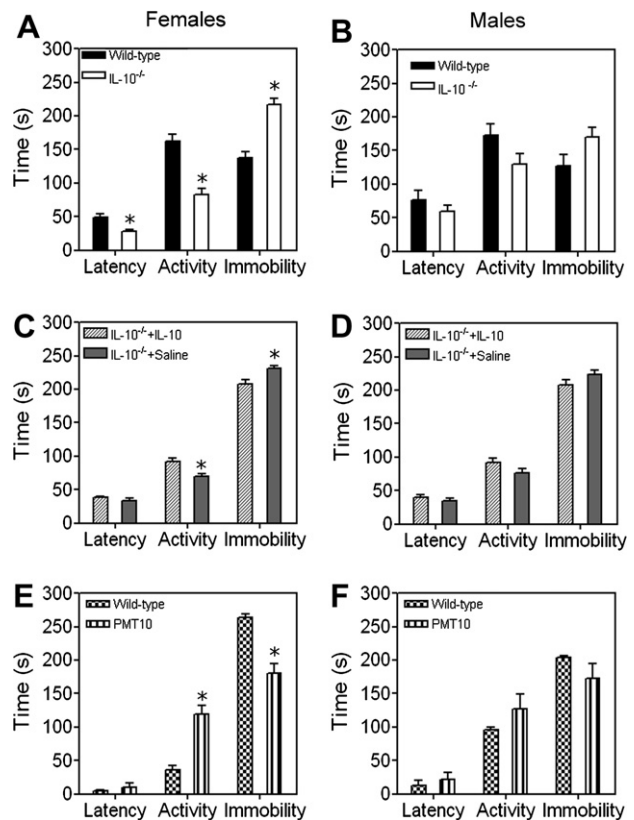 Females
Males
A
300
250
200
150
100
50
0
Time (s)
Wild-type
IL-10⁻/⁻
*
*
*
Latency Activity Immobility
B
300
250
200
150
100
50
0
Time (s)
Wild-type
IL-10 ⁻/⁻
Latency Activity Immobility
C
300
250
200
150
100
50
0
Time (s)
IL-10⁻/⁻+IL-10
IL-10⁻/⁻+Saline
*
*
Latency Activity Immobility
D
300
250
200
150
100
50
0
Time (s)
IL-10⁻/⁻+IL-10
IL-10⁻/⁻+Saline
Latency Activity Immobility
E
300
250
200
150
100
50
0
Time (s)
Wild-type
PMT10
*
*
Latency Activity Immobility
F
300
250
200
150
100
50
0
Time (s)
Wild-type
PMT10
Latency Activity Immobility